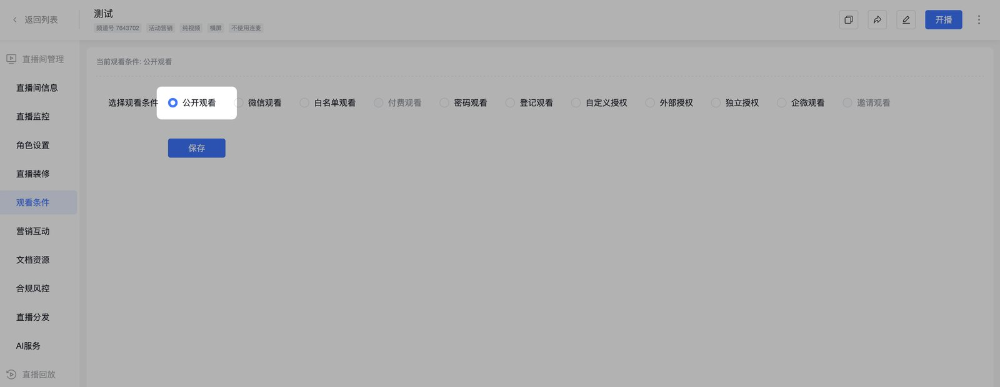 返回列表
测试
频道号 7643702 活动营销 纯视频 横屏 不使用连麦
开播
直播间管理
直播间信息
直播监控
角色设置
直播装修
观看条件
营销互动
文档资源
合规风控
直播分发
AI服务
直播回放
当前观看条件: 公开观看
选择观看条件 公开观看 微信观看 白名单观看 付费观看 密码观看 登记观看 自定义授权 外部授权 独立授权 企微观看 邀请观看
保存